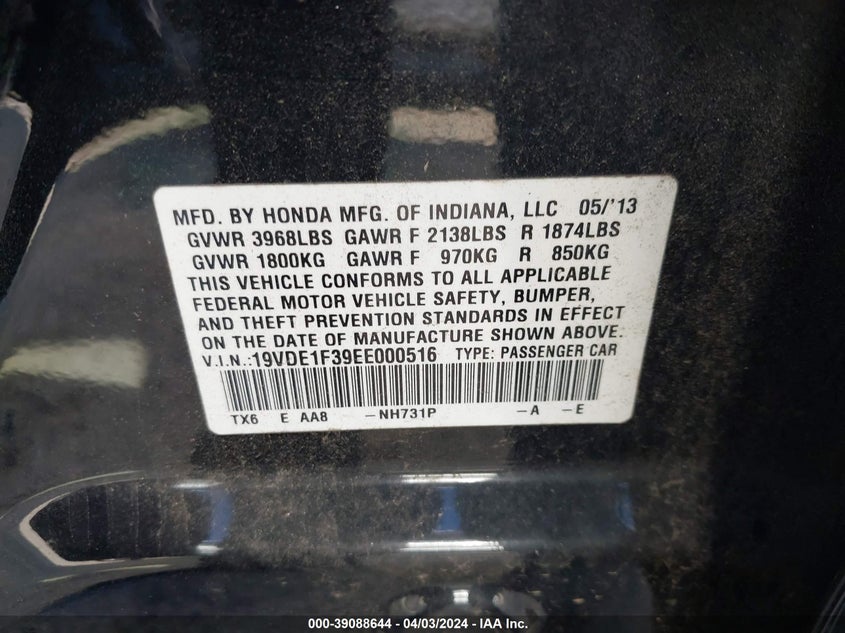 MFD. BY HONDA MFG. OF INDIANA, LLC 05/'13
GVWR 3968LBS GAWR F 2138LBS R 1874LBS
GVWR 1800KG GAWR F 970KG R 850KG
THIS VEHICLE CONFORMS TO ALL APPLICABLE
FEDERAL MOTOR VEHICLE SAFETY, BUMPER,
AND THEFT PREVENTION STANDARDS IN EFFECT
ON THE DATE OF MANUFACTURE SHOWN ABOVE.
V.I.N.:19VDE1F39EE000516 TYPE: PASSENGER CAR
TX6 E AA8 -NH731P -A -E
000-39088644 - 04/03/2024 - IAA Inc.